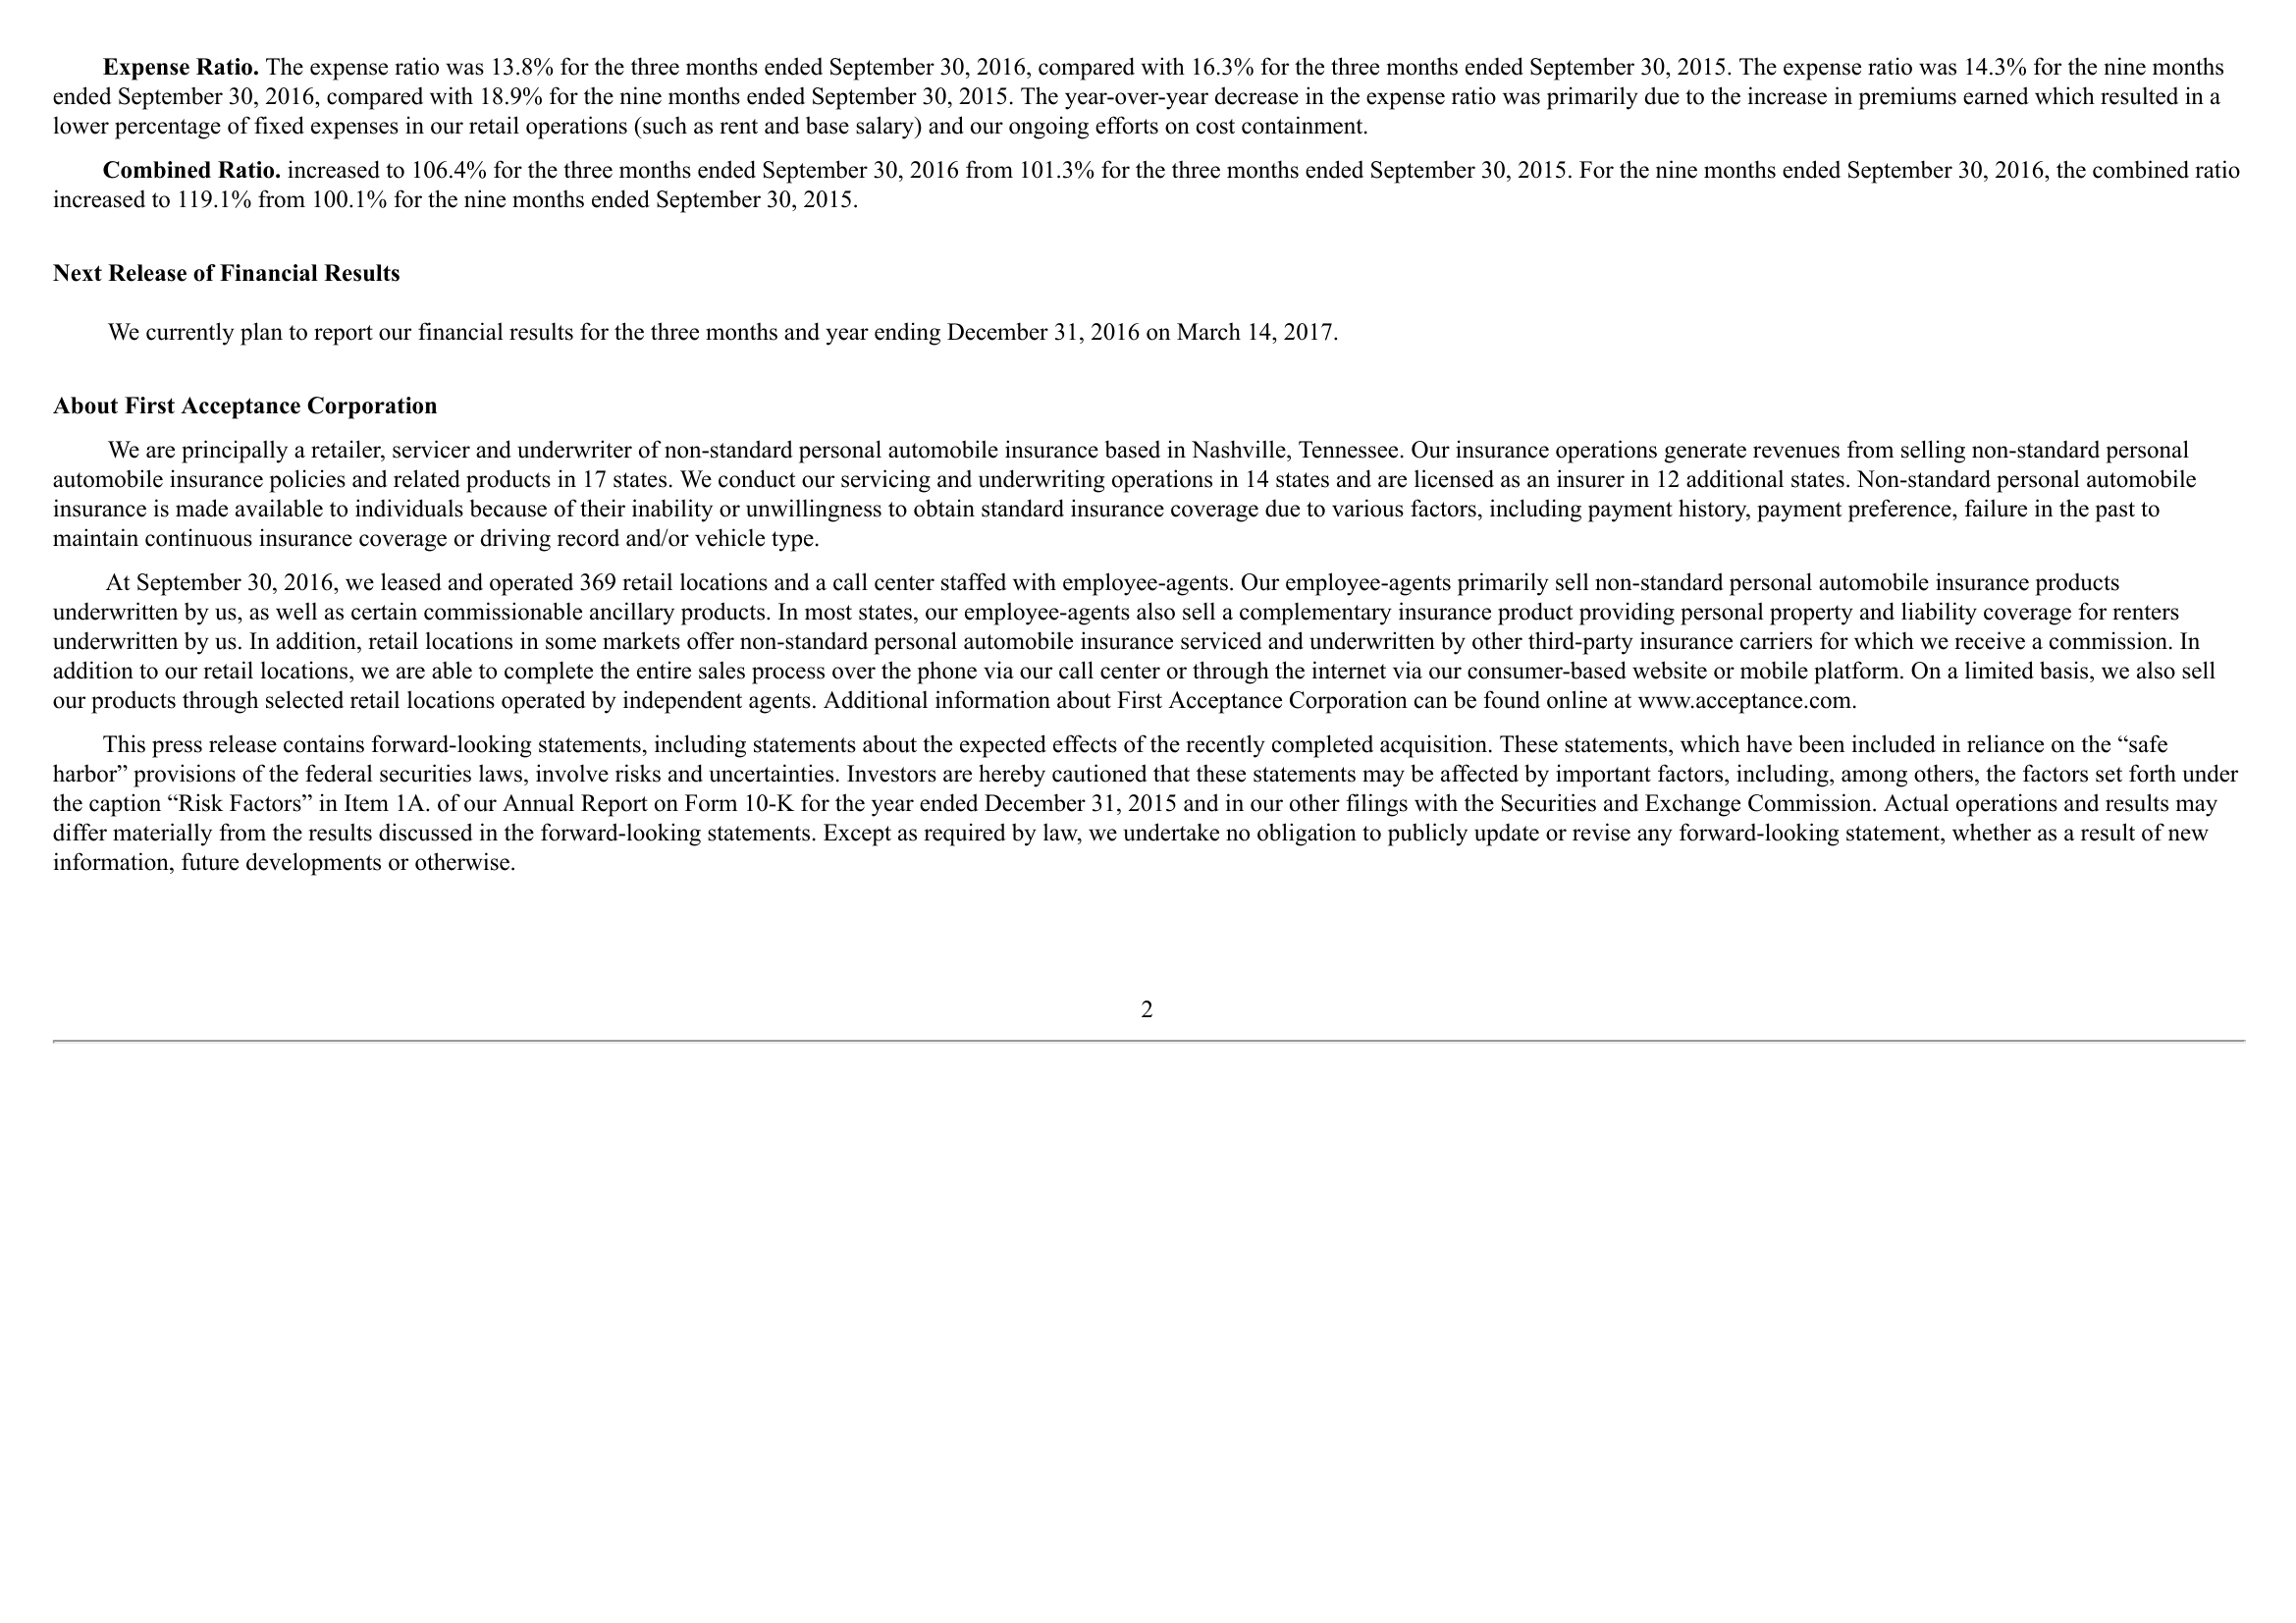 Expense Ratio. The expense ratio was 13.8% for the three months ended September 30, 2016, compared with 16.3% for the three months ended September 30, 2015. The expense ratio was 14.3% for the nine months
ended September 30, 2016, compared with 18.9% for the nine months ended September 30, 2015. The year-over-year decrease in the expense ratio was primarily due to the increase in premiums earned which resulted in a
lower percentage of fixed expenses in our retail operations (such as rent and base salary) and our ongoing efforts on cost containment.
Combined Ratio. increased to 106.4% for the three months ended September 30, 2016 from 101.3% for the three months ended September 30, 2015. For the nine months ended September 30, 2016, the combined ratio
increased to 119.1% from 100.1% for the nine months ended September 30, 2015.
Next Release of Financial Results
We currently plan to report our financial results for the three months and year ending December 31, 2016 on March 14, 2017.
About First Acceptance Corporation
We are principally a retailer, servicer and underwriter of non-standard personal automobile insurance based in Nashville, Tennessee. Our insurance operations generate revenues from selling non-standard personal
automobile insurance policies and related products in 17 states. We conduct our servicing and underwriting operations in 14 states and are licensed as an insurer in 12 additional states. Non-standard personal automobile
insurance is made available to individuals because of their inability or unwillingness to obtain standard insurance coverage due to various factors, including payment history, payment preference, failure in the past to
maintain continuous insurance coverage or driving record and/or vehicle type.
At September 30, 2016, we leased and operated 369 retail locations and a call center staffed with employee-agents. Our employee-agents primarily sell non-standard personal automobile insurance products
underwritten by us, as well as certain commissionable ancillary products. In most states, our employee-agents also sell a complementary insurance product providing personal property and liability coverage for renters
underwritten by us. In addition, retail locations in some markets offer non-standard personal automobile insurance serviced and underwritten by other third-party insurance carriers for which we receive a commission. In
addition to our retail locations, we are able to complete the entire sales process over the phone via our call center or through the internet via our consumer-based website or mobile platform. On a limited basis, we also sell
our products through selected retail locations operated by independent agents. Additional information about First Acceptance Corporation can be found online at www.acceptance.com.
This press release contains forward-looking statements, including statements about the expected effects of the recently completed acquisition. These statements, which have been included in reliance on the “safe
harbor” provisions of the federal securities laws, involve risks and uncertainties. Investors are hereby cautioned that these statements may be affected by important factors, including, among others, the factors set forth under
the caption “Risk Factors” in Item 1A. of our Annual Report on Form 10-K for the year ended December 31, 2015 and in our other filings with the Securities and Exchange Commission. Actual operations and results may
differ materially from the results discussed in the forward-looking statements. Except as required by law, we undertake no obligation to publicly update or revise any forward-looking statement, whether as a result of new
information, future developments or otherwise.
2